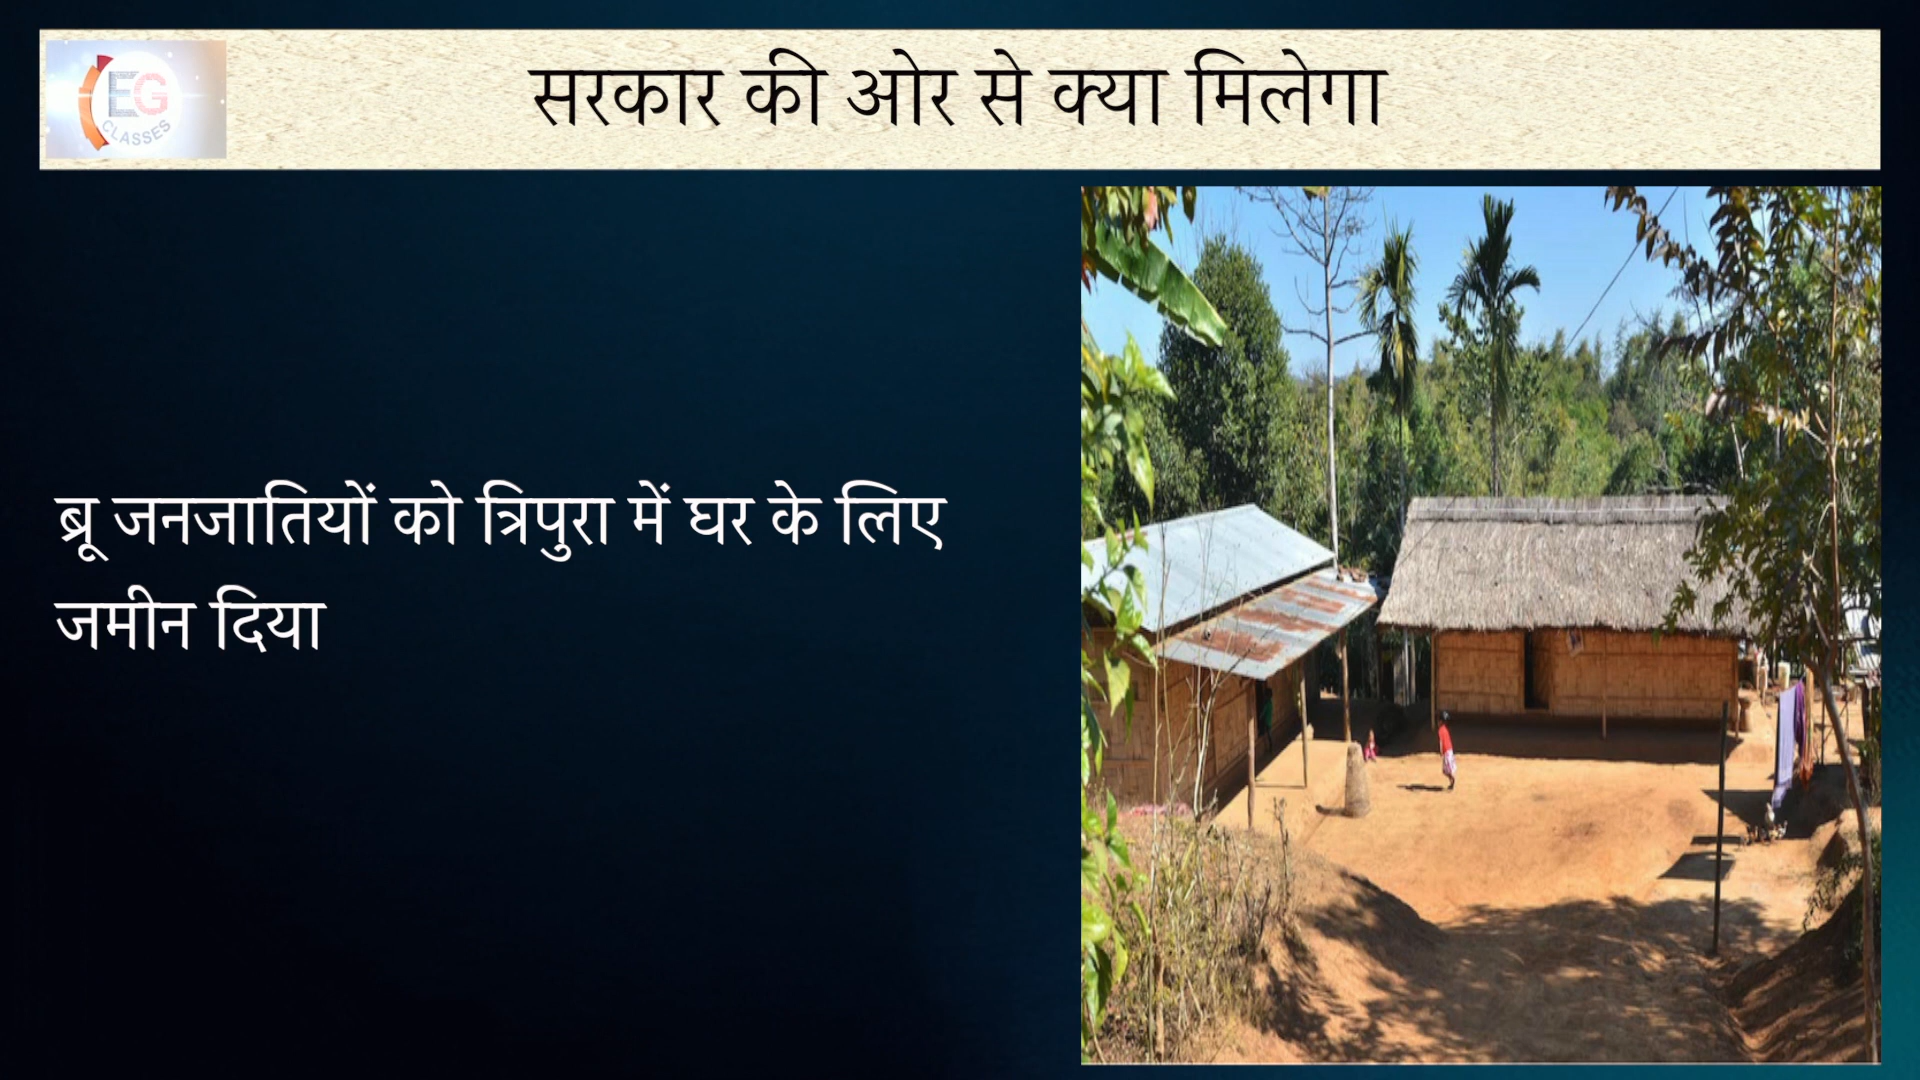 EG
CLASSES
सरकार की ओर से क्या मिलेगा
ब्रू जनजातियों को त्रिपुरा में घर के लिए
जमीन दिया